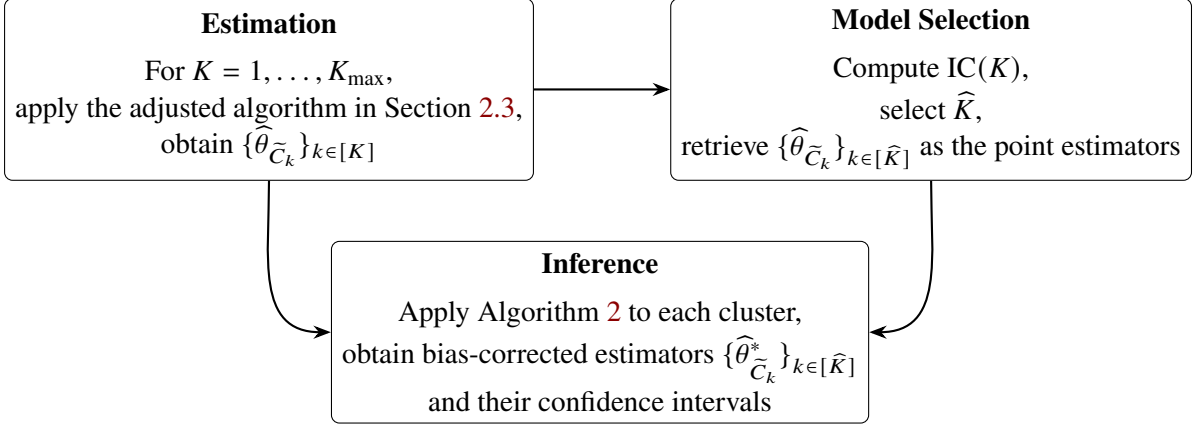 Estimation
For K = 1, . . . , K_max,
apply the adjusted algorithm in Section 2.3,
obtain {θ̂_{C̃_k}}_{k∈[K]}
Model Selection
Compute IC(K),
select K̂,
retrieve {θ̂_{C̃_k}}_{k∈[K̂]} as the point estimators
Inference
Apply Algorithm 2 to each cluster,
obtain bias-corrected estimators {θ̂*_{C̃_k}}_{k∈[K̂]}
and their confidence intervals